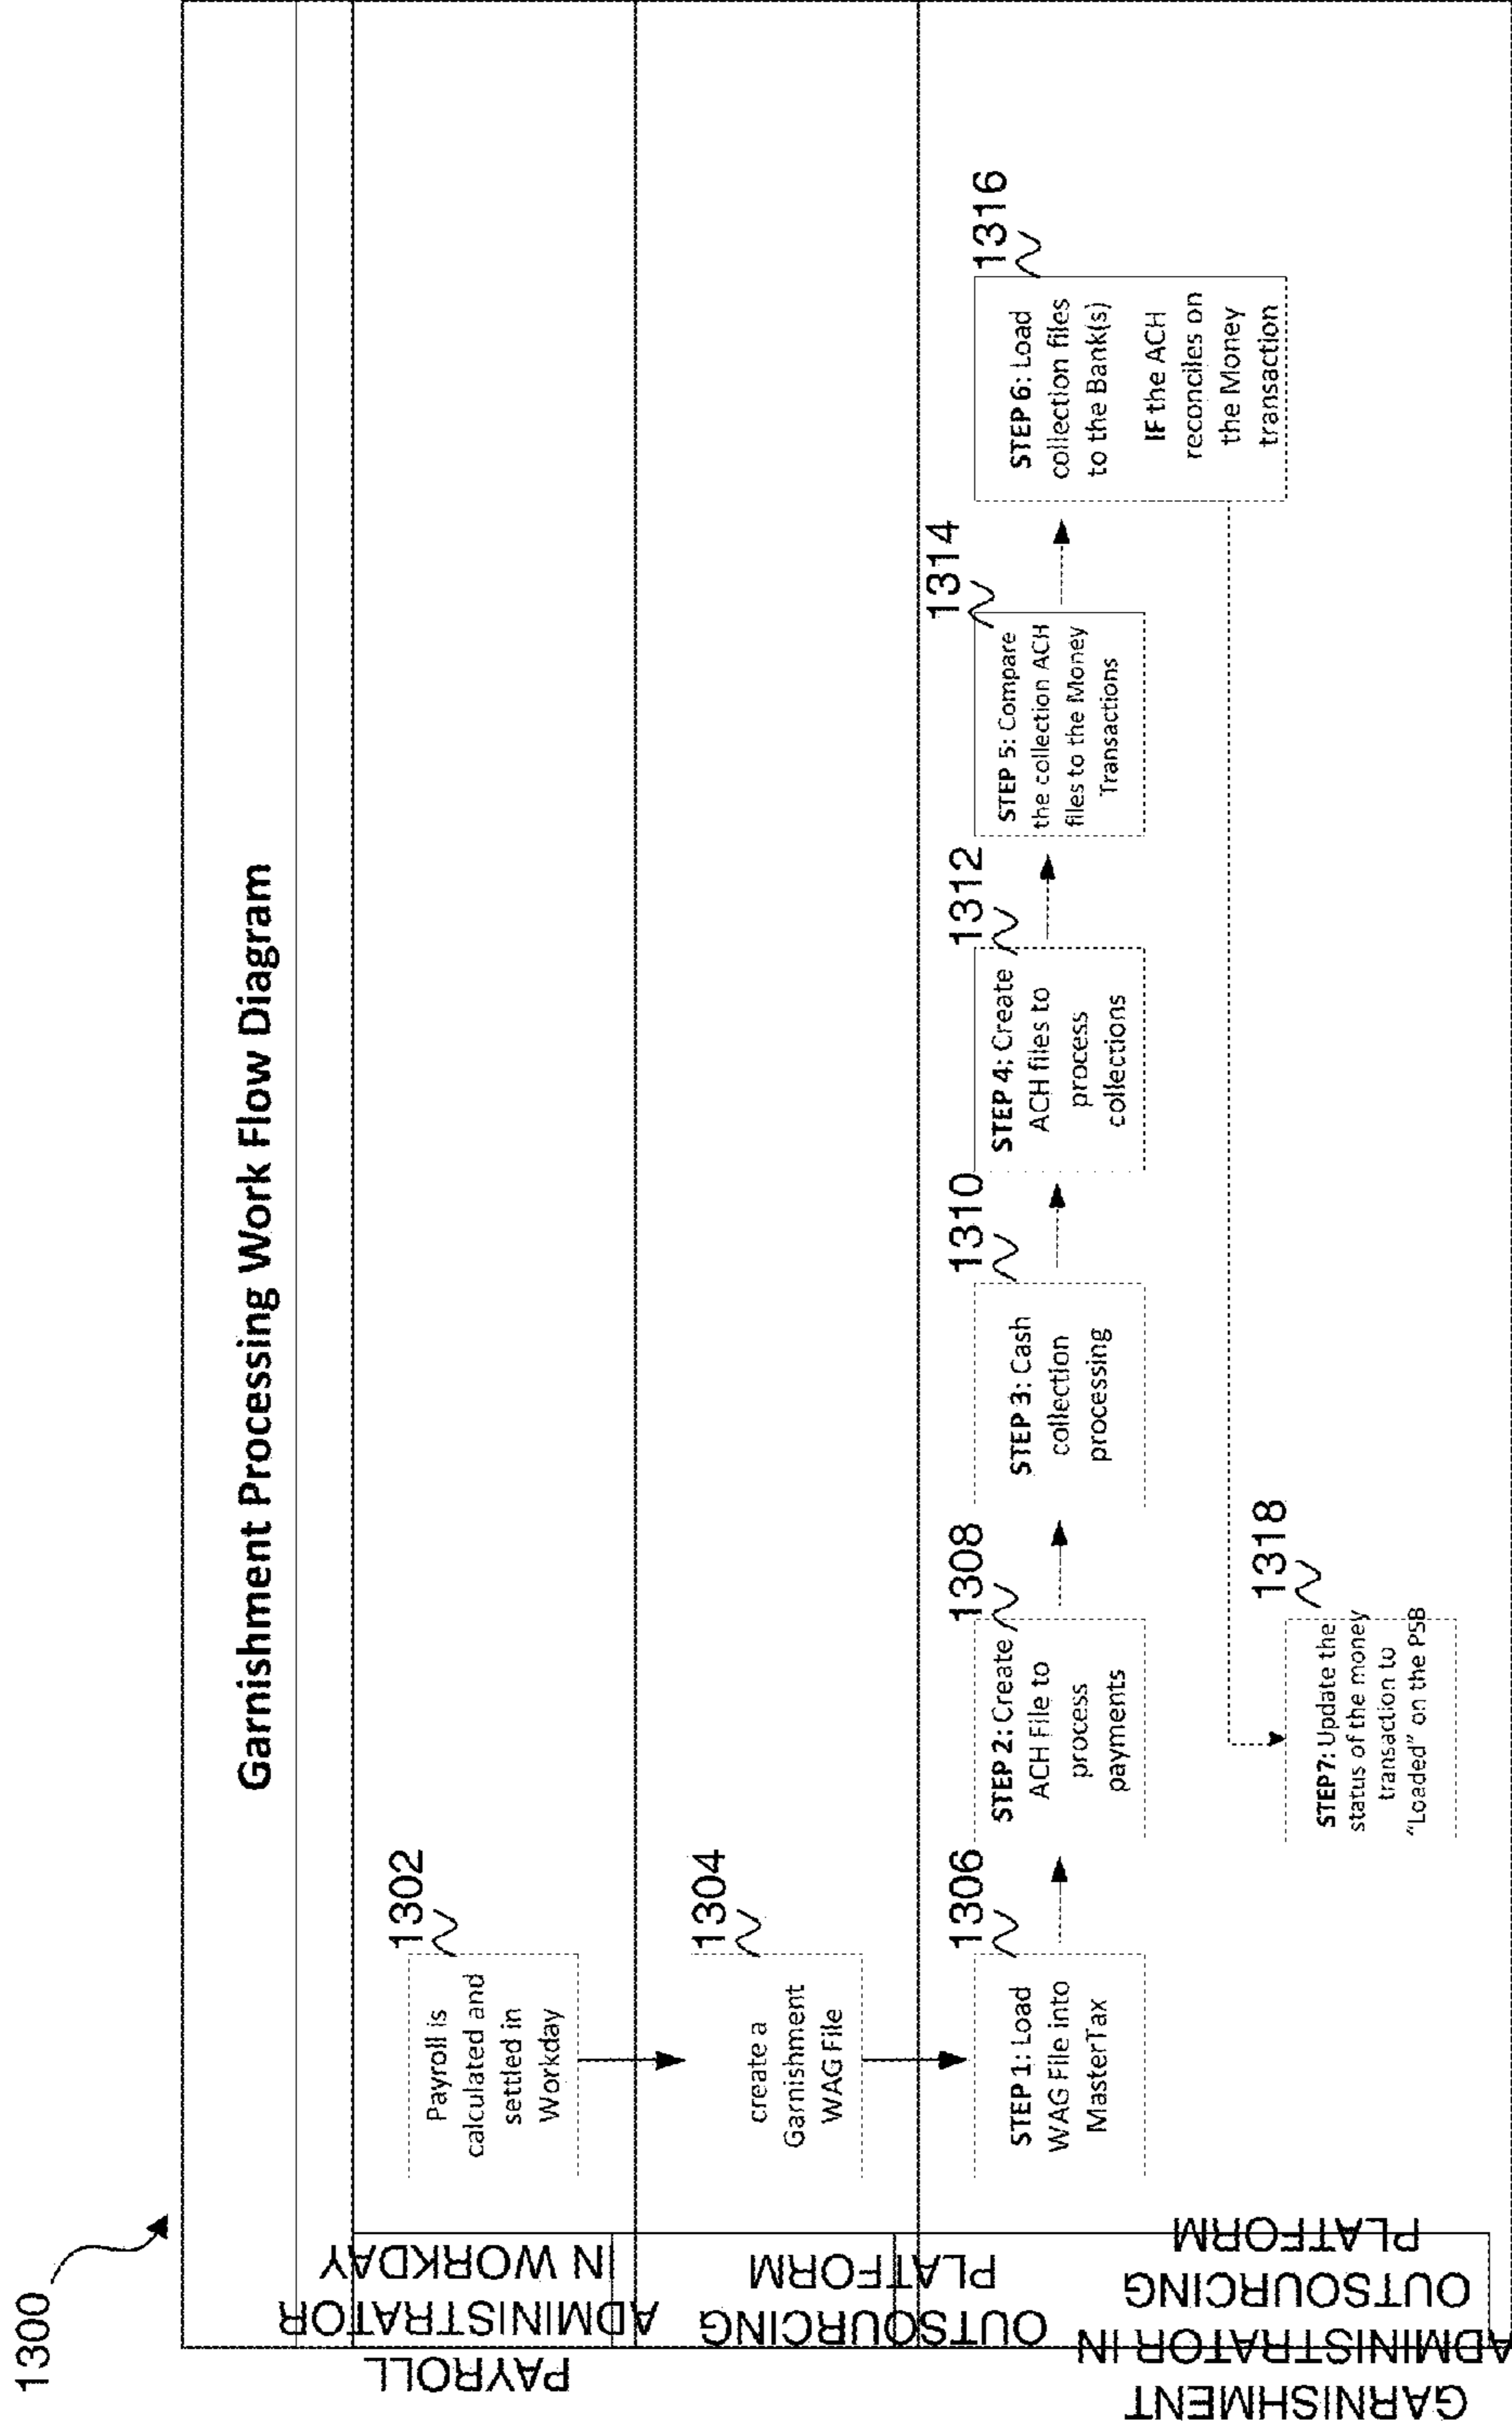 1300
Garnishment Processing Work Flow Diagram
PAYROLL
ADMINISTRATOR
IN WORKDAY
1302
Payroll is
calculated and
settled in
Workday
OUTSOURCING
PLATFORM
1304
create a
Garnishment
WAG File
GARNISHMENT
ADMINISTRATOR IN
OUTSOURCING
PLATFORM
1306
STEP 1: Load
WAG File into
MasterTax
1308
STEP 2: Create
ACH File to
process
payments
1310
STEP 3: Cash
collection
processing
1312
STEP 4: Create
ACH files to
process
collections
1314
STEP 5: Compare
the collection ACH
files to the Money
Transactions
1316
STEP 6: Load
collection files
to the Bank(s)
IF the ACH
reconciles on
the Money
transaction
1318
STEP7: Update the
status of the money
transaction to
"Loaded" on the PSB